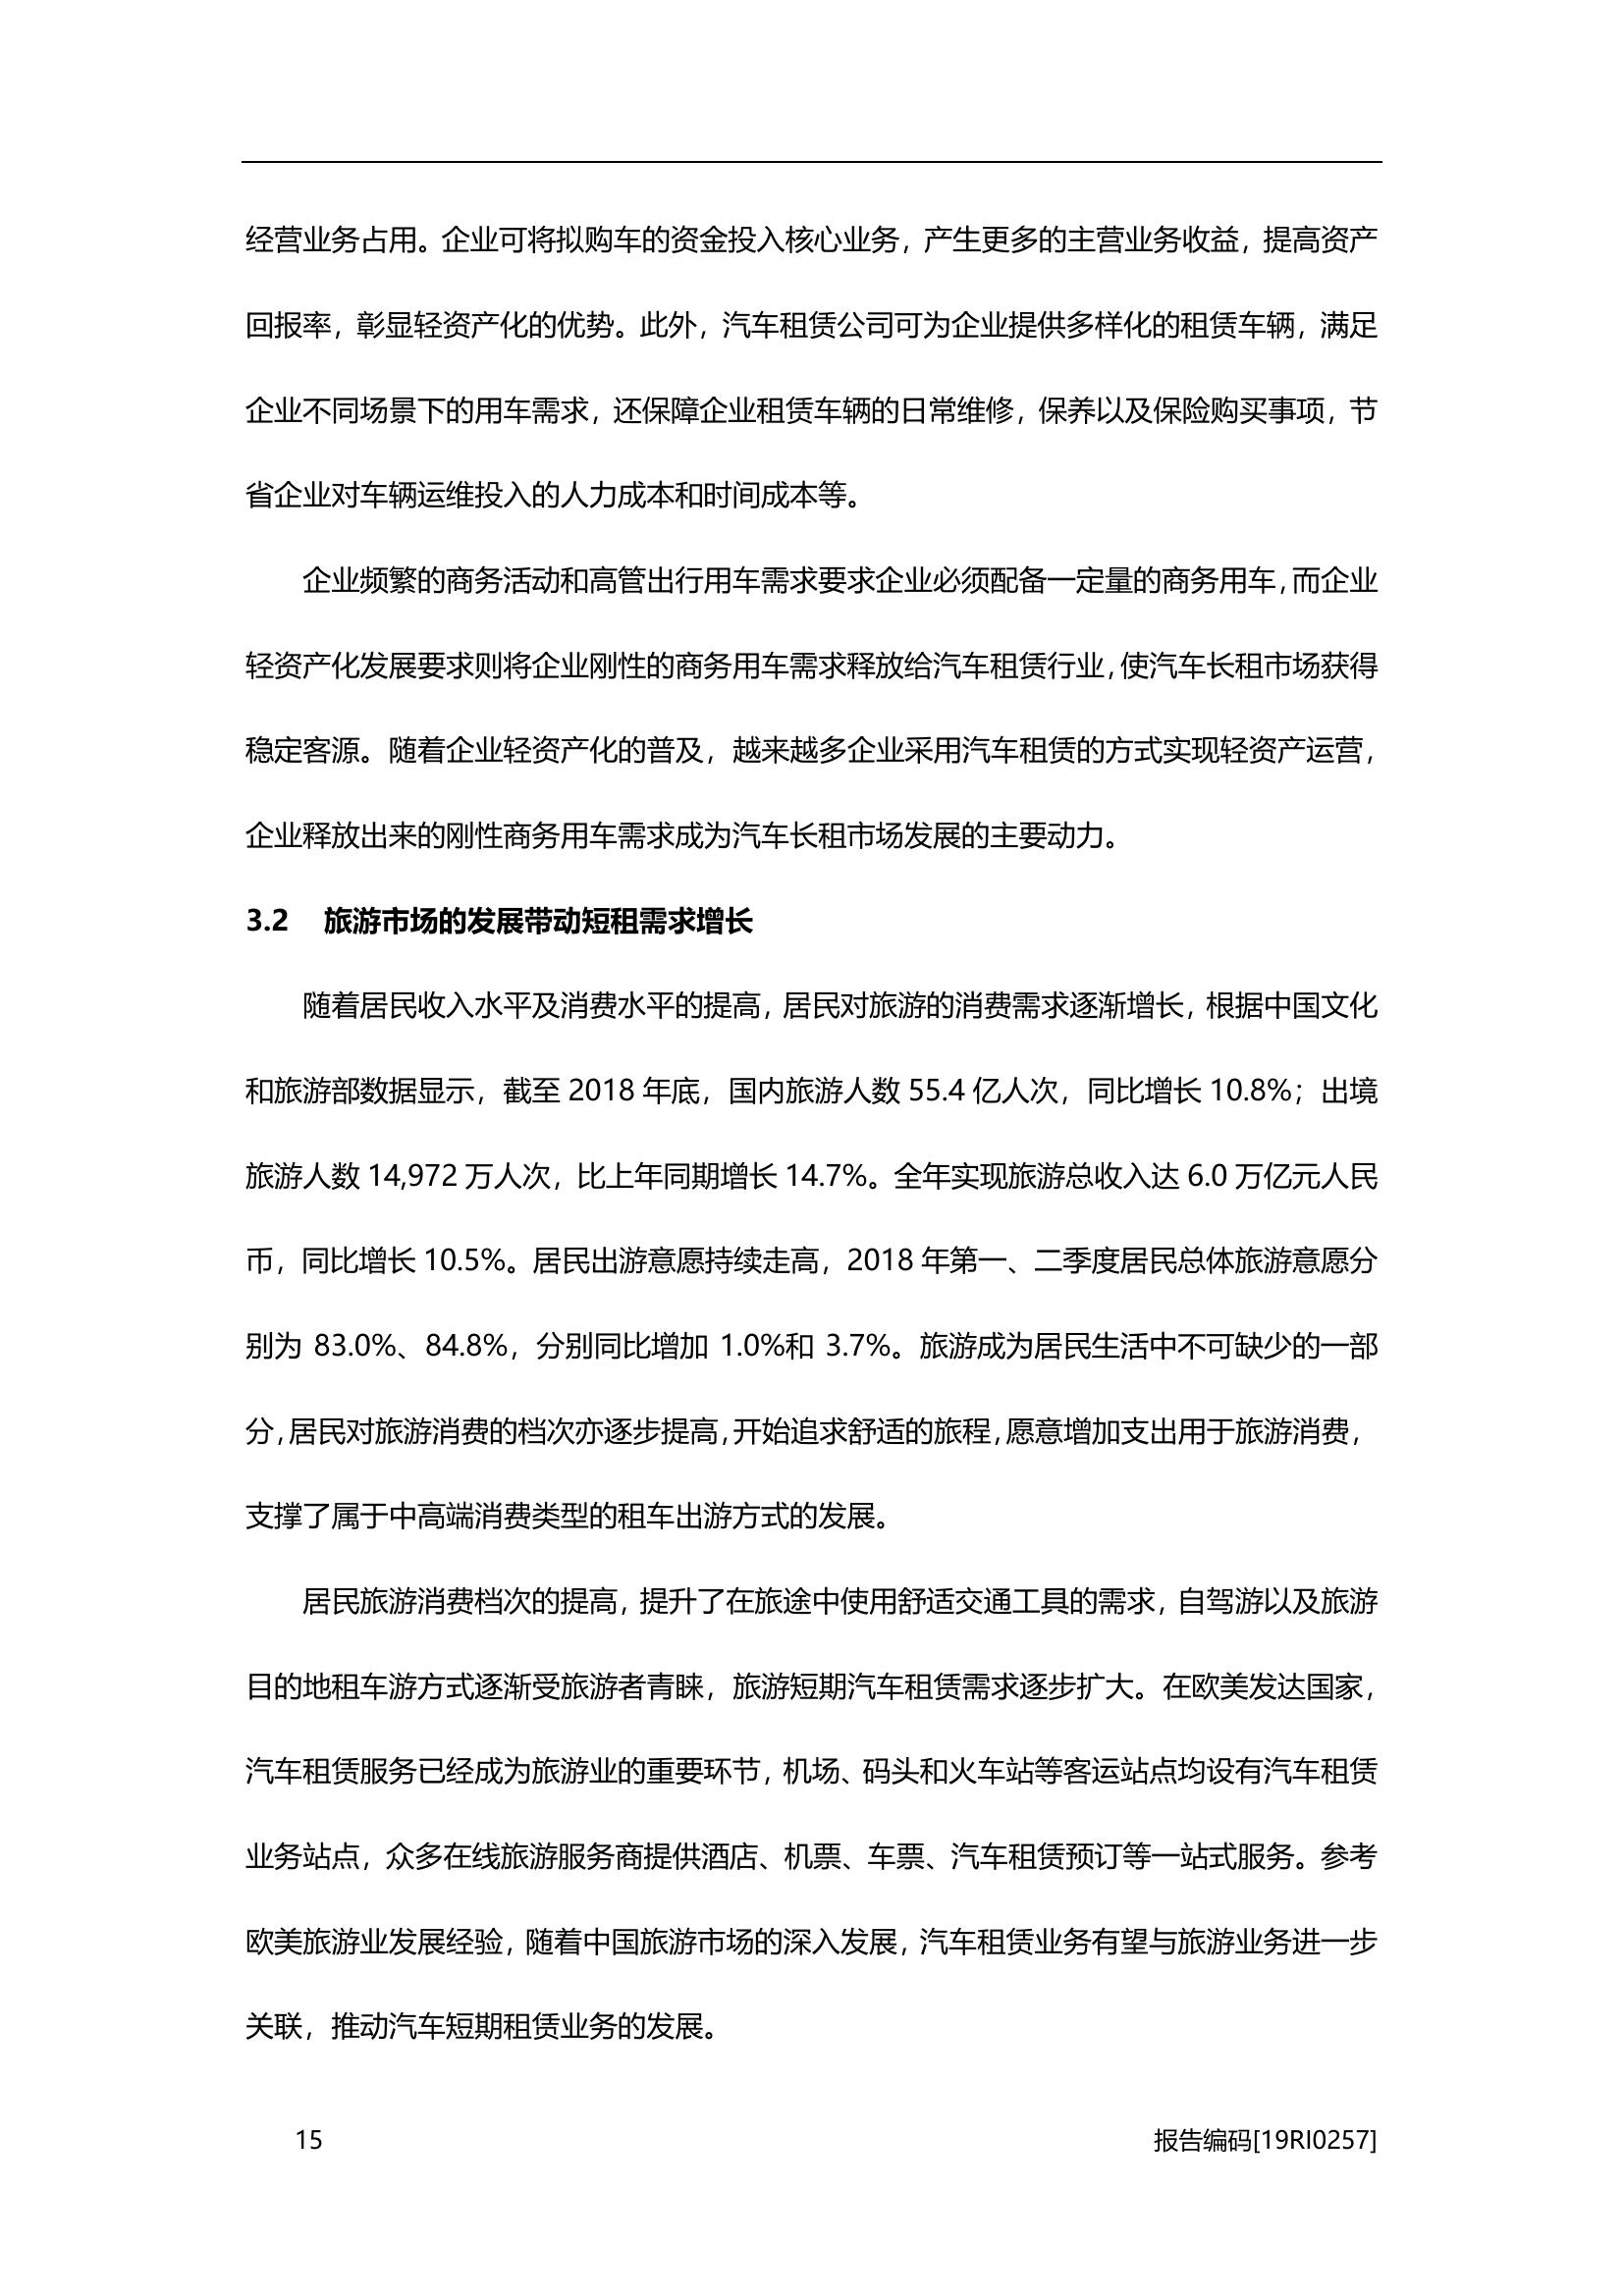 经营业务占用。企业可将拟购车的资金投入核心业务，产生更多的主营业务收益，提高资产
回报率，彰显轻资产化的优势。此外，汽车租赁公司可为企业提供多样化的租赁车辆，满足
企业不同场景下的用车需求，还保障企业租赁车辆的日常维修，保养以及保险购买事项，节
省企业对车辆运维投入的人力成本和时间成本等。
企业频繁的商务活动和高管出行用车需求要求企业必须配备一定量的商务用车，而企业
轻资产化发展要求则将企业刚性的商务用车需求释放给汽车租赁行业，使汽车长租市场获得
稳定客源。随着企业轻资产化的普及，越来越多企业采用汽车租赁的方式实现轻资产运营，
企业释放出来的刚性商务用车需求成为汽车长租市场发展的主要动力。
3.2 旅游市场的发展带动短租需求增长
随着居民收入水平及消费水平的提高，居民对旅游的消费需求逐渐增长，根据中国文化
和旅游部数据显示，截至 2018 年底，国内旅游人数 55.4 亿人次，同比增长 10.8%；出境
旅游人数 14,972 万人次，比上年同期增长 14.7%。全年实现旅游总收入达 6.0 万亿元人民
币，同比增长 10.5%。居民出游意愿持续走高，2018 年第一、二季度居民总体旅游意愿分
别为 83.0%、84.8%，分别同比增加 1.0%和 3.7%。旅游成为居民生活中不可缺少的一部
分，居民对旅游消费的档次亦逐步提高，开始追求舒适的旅程，愿意增加支出用于旅游消费，
支撑了属于中高端消费类型的租车出游方式的发展。
居民旅游消费档次的提高，提升了在旅途中使用舒适交通工具的需求，自驾游以及旅游
目的地租车游方式逐渐受旅游者青睐，旅游短期汽车租赁需求逐步扩大。在欧美发达国家，
汽车租赁服务已经成为旅游业的重要环节，机场、码头和火车站等客运站点均设有汽车租赁
业务站点，众多在线旅游服务商提供酒店、机票、车票、汽车租赁预订等一站式服务。参考
欧美旅游业发展经验，随着中国旅游市场的深入发展，汽车租赁业务有望与旅游业务进一步
关联，推动汽车短期租赁业务的发展。
15 报告编码[19RI0257]